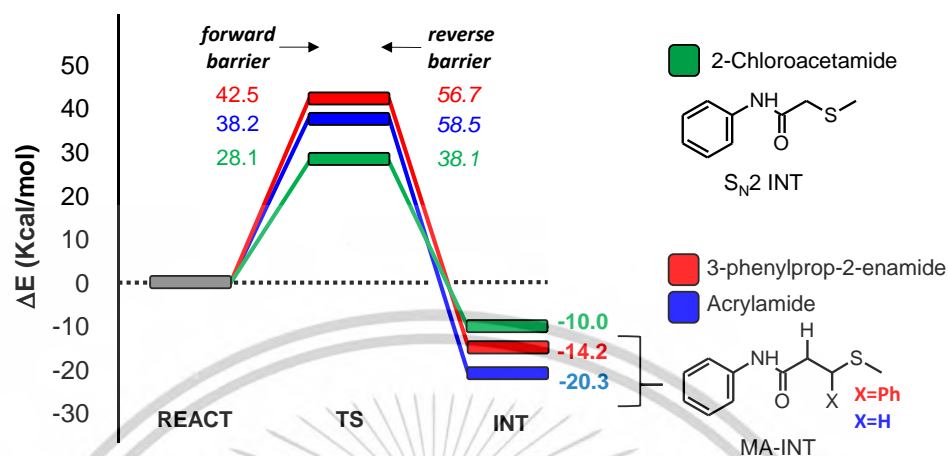 forward
barrier
reverse
barrier
50
40
30
20
10
0
-10
-20
-30
ΔE (Kcal/mol)
42.5
38.2
28.1
56.7
58.5
38.1
-10.0
-14.2
-20.3
REACT
TS
INT
2-Chloroacetamide
NH
O
S
SN2 INT
3-phenylprop-2-enamide
Acrylamide
H
NH
S
O
X
X=Ph
X=H
MA-INT